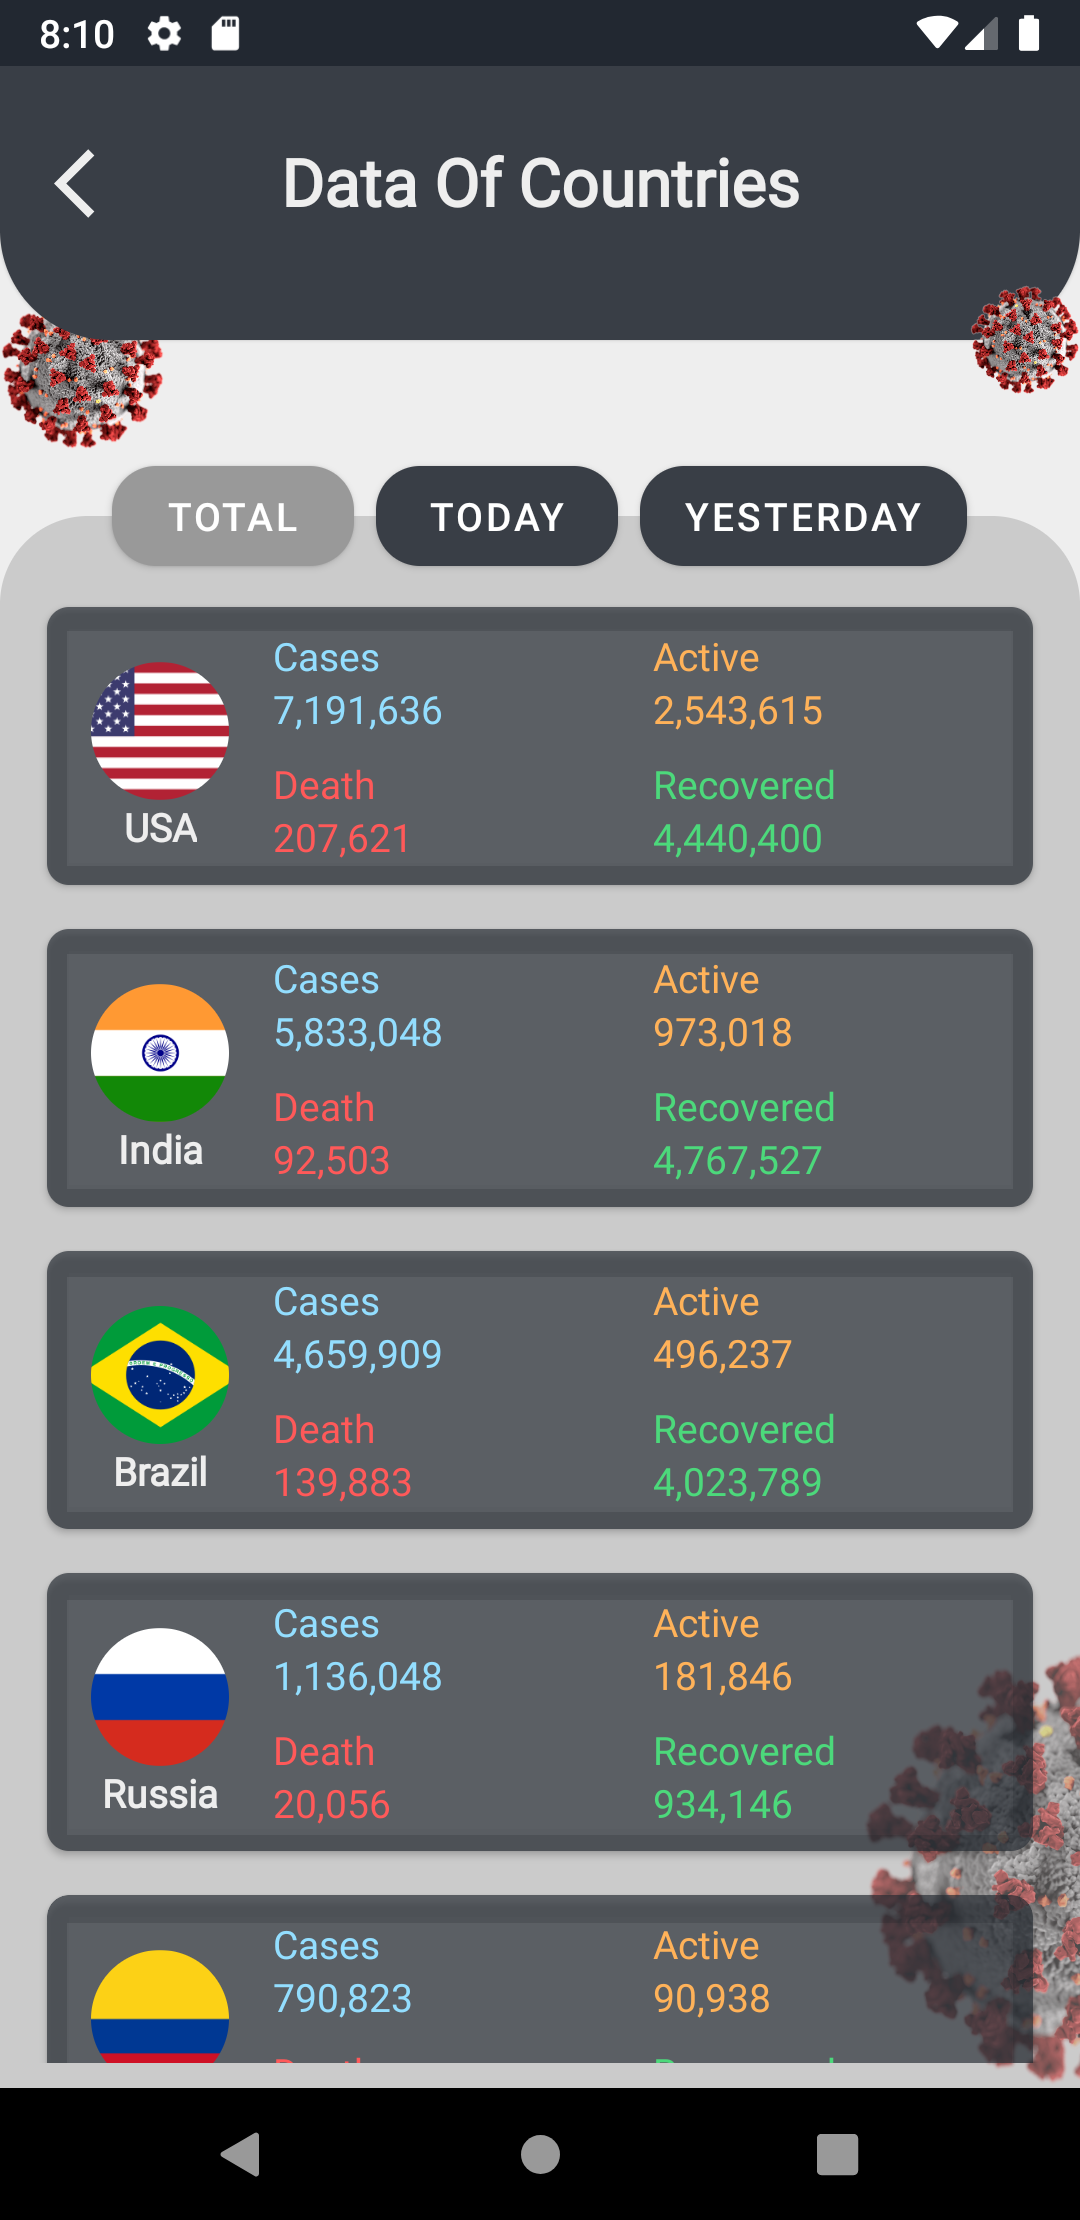 8:10
Data Of Countries
TOTAL TODAY YESTERDAY
Cases Active
7,191,636 2,543,615
Death Recovered
USA
207,621 4,440,400
Cases Active
5,833,048 973,018
Death Recovered
India
92,503 4,767,527
Cases Active
4,659,909 496,237
Death Recovered
Brazil
139,883 4,023,789
Cases Active
1,136,048 181,846
Death Recovered
Russia
20,056 934,146
Cases Active
790,823 90,938